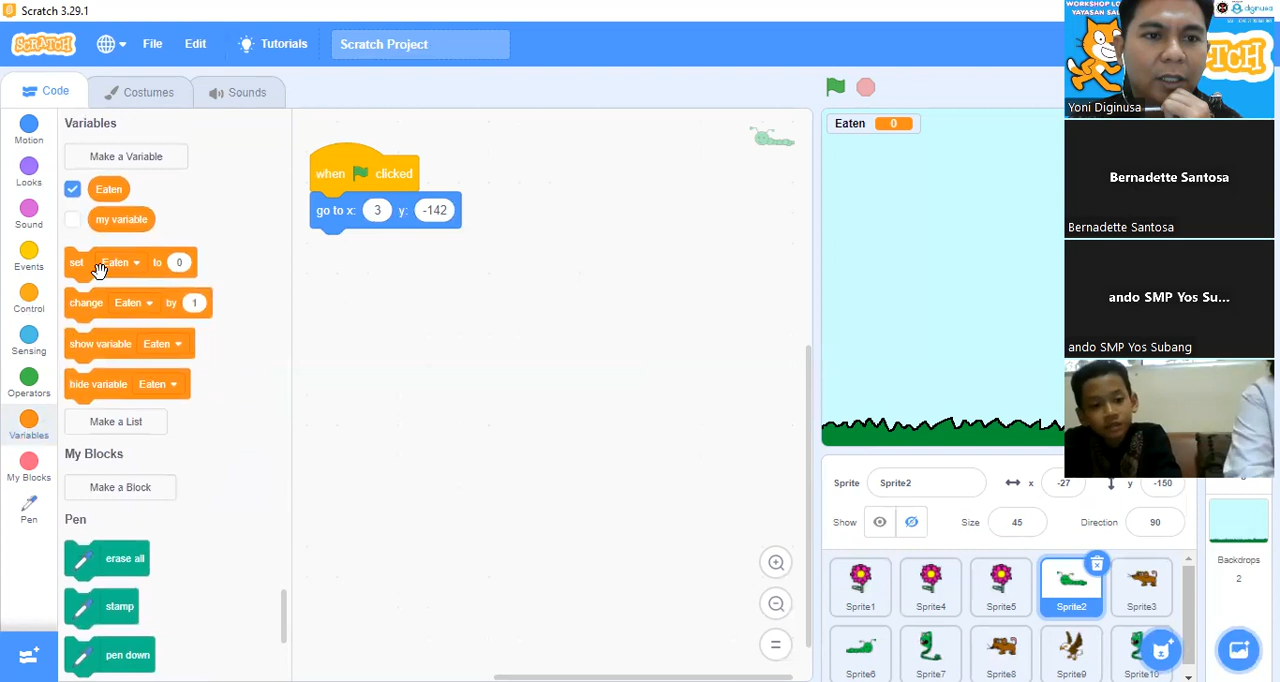 Scratch 3.29.1
SCRATCH
File
Edit
Tutorials
Scratch Project
Code
Costumes
Sounds
Motion
Looks
Sound
Events
Control
Sensing
Operators
Variables
My Blocks
Pen
Variables
Make a Variable
Eaten
my variable
set Eaten to 0
change Eaten by 1
show variable Eaten
hide variable Eaten
Make a List
My Blocks
Make a Block
Pen
erase all
stamp
pen down
when clicked
go to x: 3 y: -142
Eaten 0
Sprite Sprite2 x -27 y -150
Show Size 45 Direction 90
Sprite1
Sprite4
Sprite5
Sprite2
Sprite3
Sprite6
Sprite7
Sprite8
Sprite9
Sprite10
Backdrops
2
WORKSHOP
YAYASAN
diginusa
Yoni Diginusa
Bernadette Santosa
Bernadette Santosa
ando SMP Yos Su...
ando SMP Yos Subang